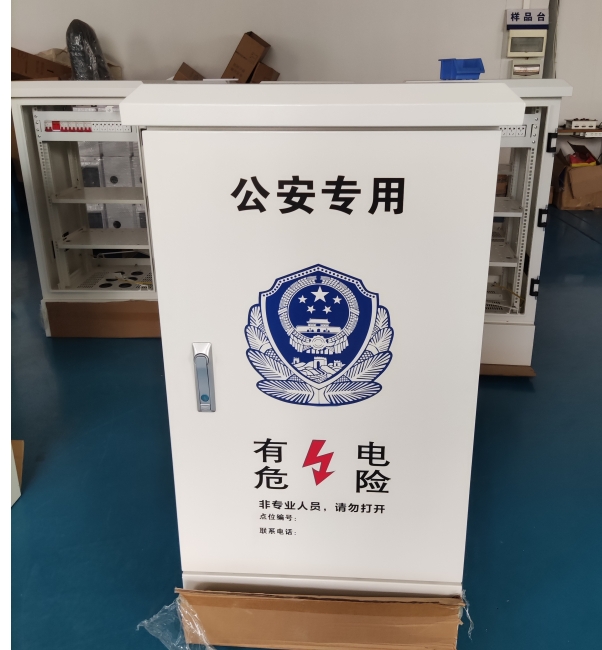 样品台
公安专用
有电
危险
非专业人员，请勿打开
点位编号：
联系电话：